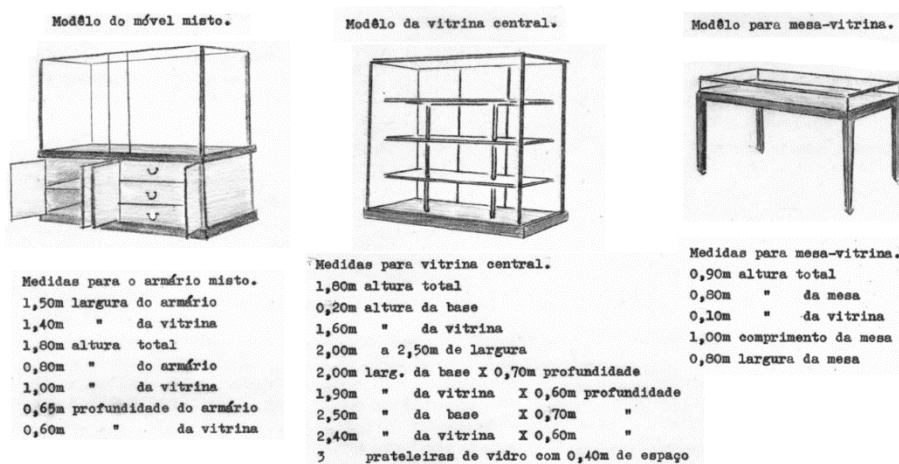 Modêlo do móvel misto.
Medidas para o armário misto.
1,50m largura do armário
1,40m " da vitrina
1,80m altura total
0,80m " do armário
1,00m " da vitrina
0,65m profundidade do armário
0,60m " da vitrina
Modêlo da vitrina central.
Medidas para vitrina central.
1,80m altura total
0,20m altura da base
1,60m " da vitrina
2,00m a 2,50m de largura
2,00m larg. da base X 0,70m profundidade
1,90m " da vitrina X 0,60m profundidade
2,50m " da base X 0,70m "
2,40m " da vitrina X 0,60m "
3 prateleiras de vidro com 0,40m de espaço
Modêlo para mesa-vitrina.
Medidas para mesa-vitrina.
0,90m altura total
0,80m " da mesa
0,10m " da vitrina
1,00m comprimento da mesa
0,80m largura da mesa